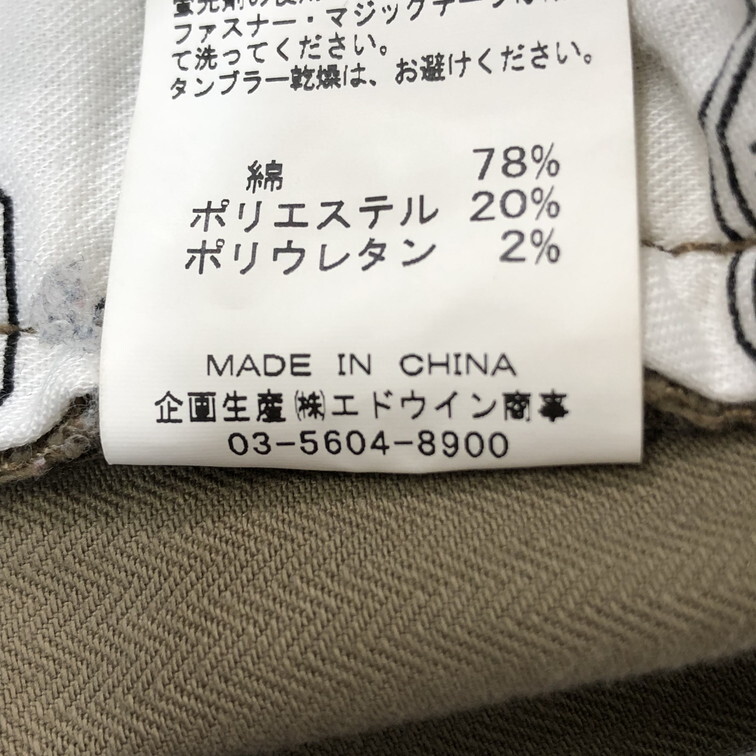 ファスナー・マジックテープ
て洗ってください。
タンブラー乾燥は、お避けください。
綿 78%
ポリエステル 20%
ポリウレタン 2%
MADE IN CHINA
企画生産㈱エドウイン商事
03-5604-8900